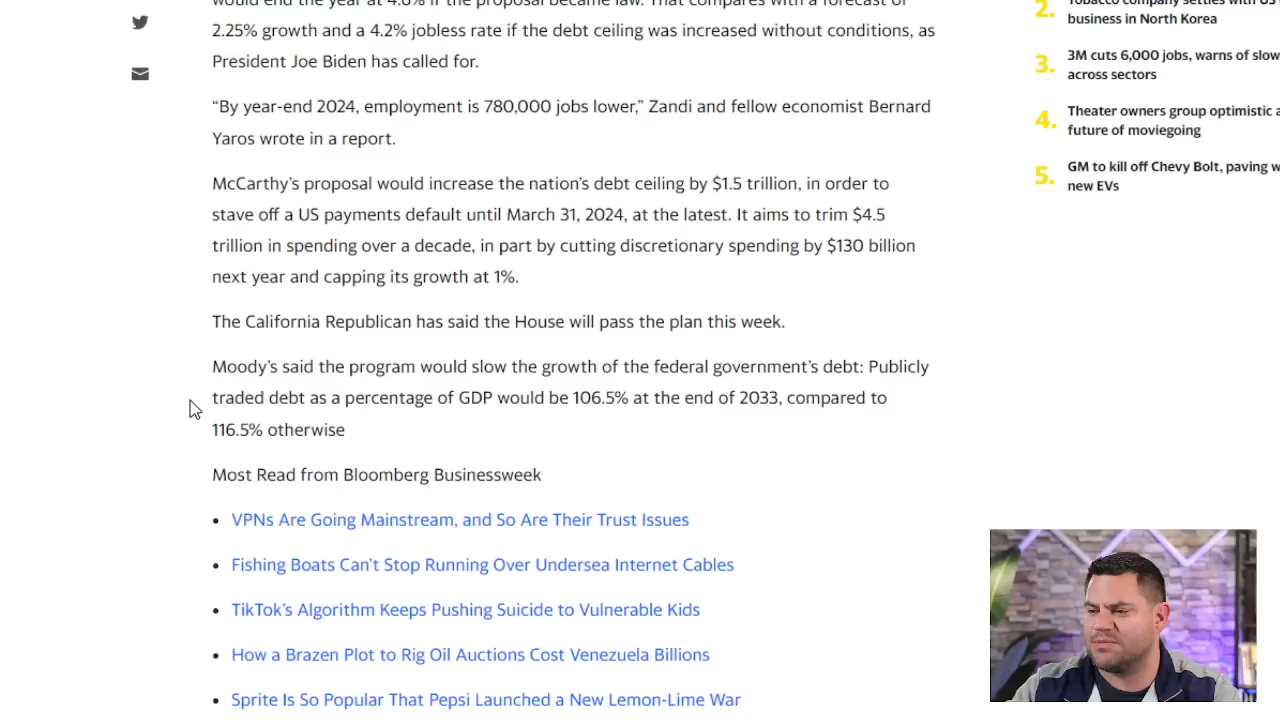 would end the year at 4.6% if the proposal became law. That compares with a forecast of
2.25% growth and a 4.2% jobless rate if the debt ceiling was increased without conditions, as
President Joe Biden has called for.
“By year-end 2024, employment is 780,000 jobs lower,” Zandi and fellow economist Bernard
Yaros wrote in a report.
McCarthy’s proposal would increase the nation’s debt ceiling by $1.5 trillion, in order to
stave off a US payments default until March 31, 2024, at the latest. It aims to trim $4.5
trillion in spending over a decade, in part by cutting discretionary spending by $130 billion
next year and capping its growth at 1%.
The California Republican has said the House will pass the plan this week.
Moody’s said the program would slow the growth of the federal government’s debt: Publicly
traded debt as a percentage of GDP would be 106.5% at the end of 2033, compared to
116.5% otherwise
Most Read from Bloomberg Businessweek
• VPNs Are Going Mainstream, and So Are Their Trust Issues
• Fishing Boats Can’t Stop Running Over Undersea Internet Cables
• TikTok’s Algorithm Keeps Pushing Suicide to Vulnerable Kids
• How a Brazen Plot to Rig Oil Auctions Cost Venezuela Billions
• Sprite Is So Popular That Pepsi Launched a New Lemon-Lime War
2. Tobacco company settles with US
business in North Korea
3. 3M cuts 6,000 jobs, warns of slow
across sectors
4. Theater owners group optimistic
future of moviegoing
5. GM to kill off Chevy Bolt, paving
new EVs